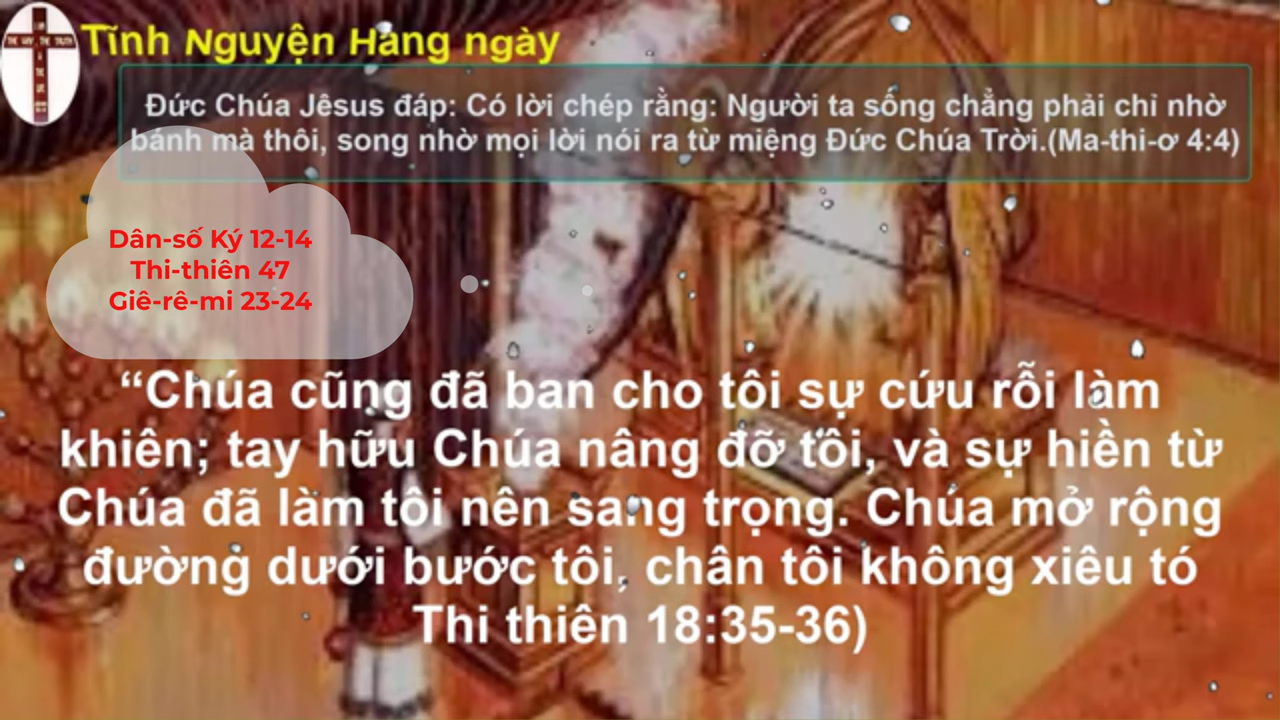 Tĩnh Nguyện Hàng ngày
Đức Chúa Jêsus đáp: Có lời chép rằng: Người ta sống chẳng phải chỉ nhờ
bánh mà thôi, song nhờ mọi lời nói ra từ miệng Đức Chúa Trời.(Ma-thi-ơ 4:4)
Dân-số Ký 12-14
Thi-thiên 47
Giê-rê-mi 23-24
“Chúa cũng đã ban cho tôi sự cứu rỗi làm
khiên; tay hữu Chúa nâng đỡ tôi, và sự hiền từ
Chúa đã làm tôi nên sang trọng. Chúa mở rộng
đường dưới bước tôi, chân tôi không xiêu tó
Thi thiên 18:35-36)